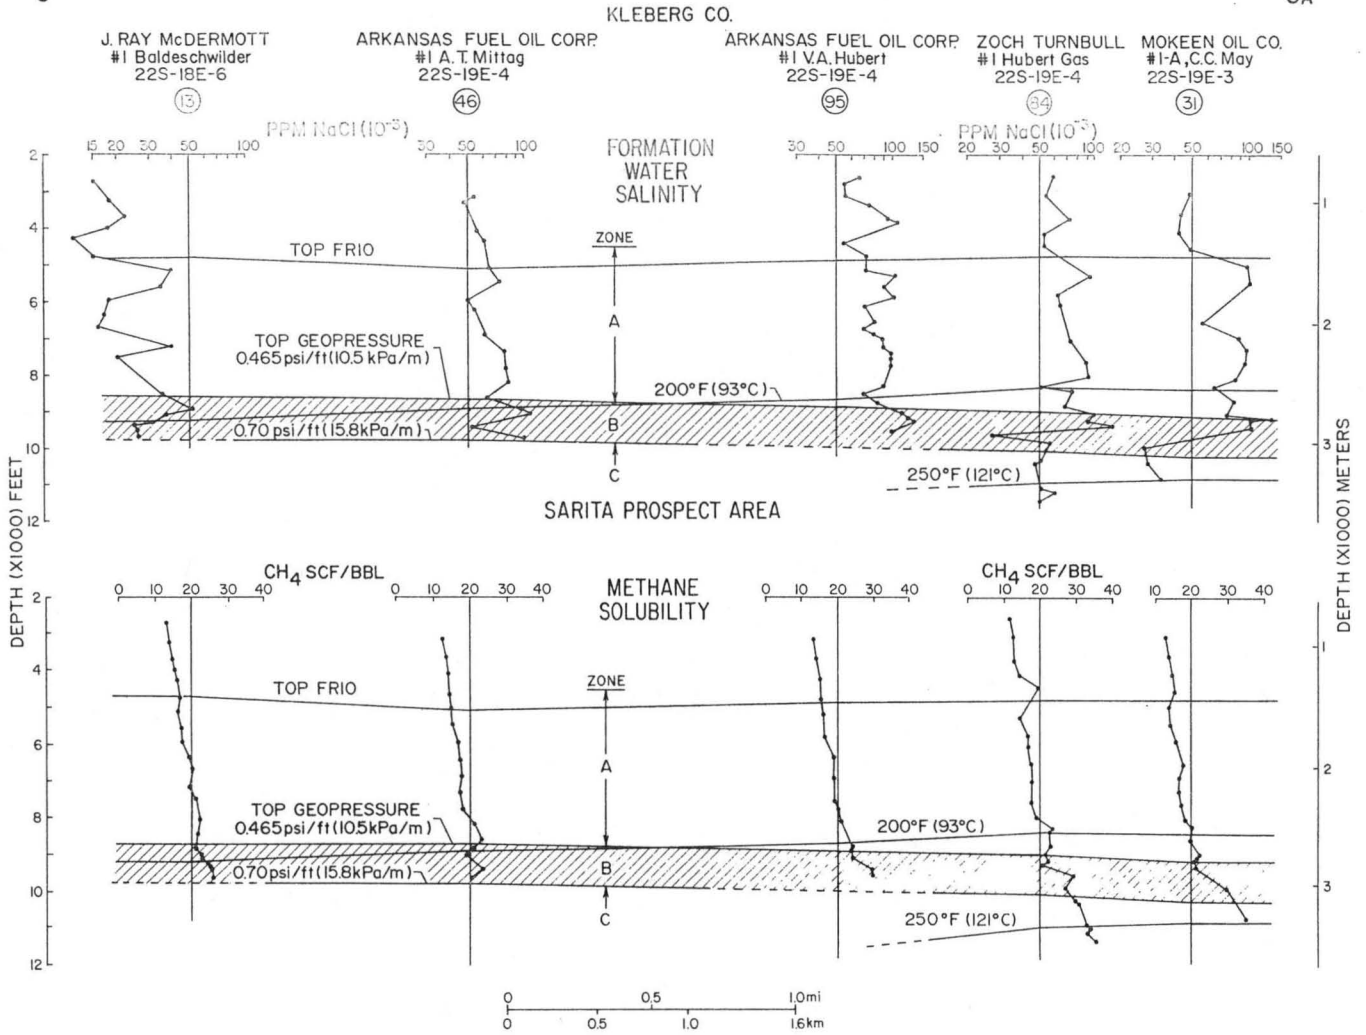 KLEBERG CO.
J. RAY McDERMOTT
#1 Baldeschwilder
22S-18E-6
13
ARKANSAS FUEL OIL CORP.
#1 A.T. Mittag
22S-19E-4
46
ARKANSAS FUEL OIL CORP.
#1 V.A. Hubert
22S-19E-4
95
ZOCH TURNBULL
#1 Hubert Gas
22S-19E-4
84
MOKEEN OIL CO.
#1-A, C.C. May
22S-19E-3
31
PPM NaCl (10⁻³)
15 20 30 50 100
30 50 100
FORMATION
WATER
SALINITY
30 50 100 150
PPM NaCl (10⁻³)
20 30 50 100
20 30 50 100 150
2
4
6
8
10
12
1
2
3
TOP FRIO
ZONE
A
TOP GEOPRESSURE
0.465 psi/ft (10.5 kPa/m)
200°F (93°C)
B
0.70 psi/ft (15.8 kPa/m)
C
250°F (121°C)
SARITA PROSPECT AREA
DEPTH (X1000) FEET
DEPTH (X1000) METERS
CH₄ SCF/BBL
0 10 20 30 40
0 10 20 30 40
METHANE
SOLUBILITY
0 10 20 30 40
CH₄ SCF/BBL
0 10 20 30 40
10 20 30 40
2
4
6
8
10
12
1
2
3
TOP FRIO
ZONE
A
TOP GEOPRESSURE
0.465 psi/ft (10.5 kPa/m)
200°F (93°C)
B
0.70 psi/ft (15.8 kPa/m)
C
250°F (121°C)
0 0.5 1.0 mi
0 0.5 1.0 1.6 km